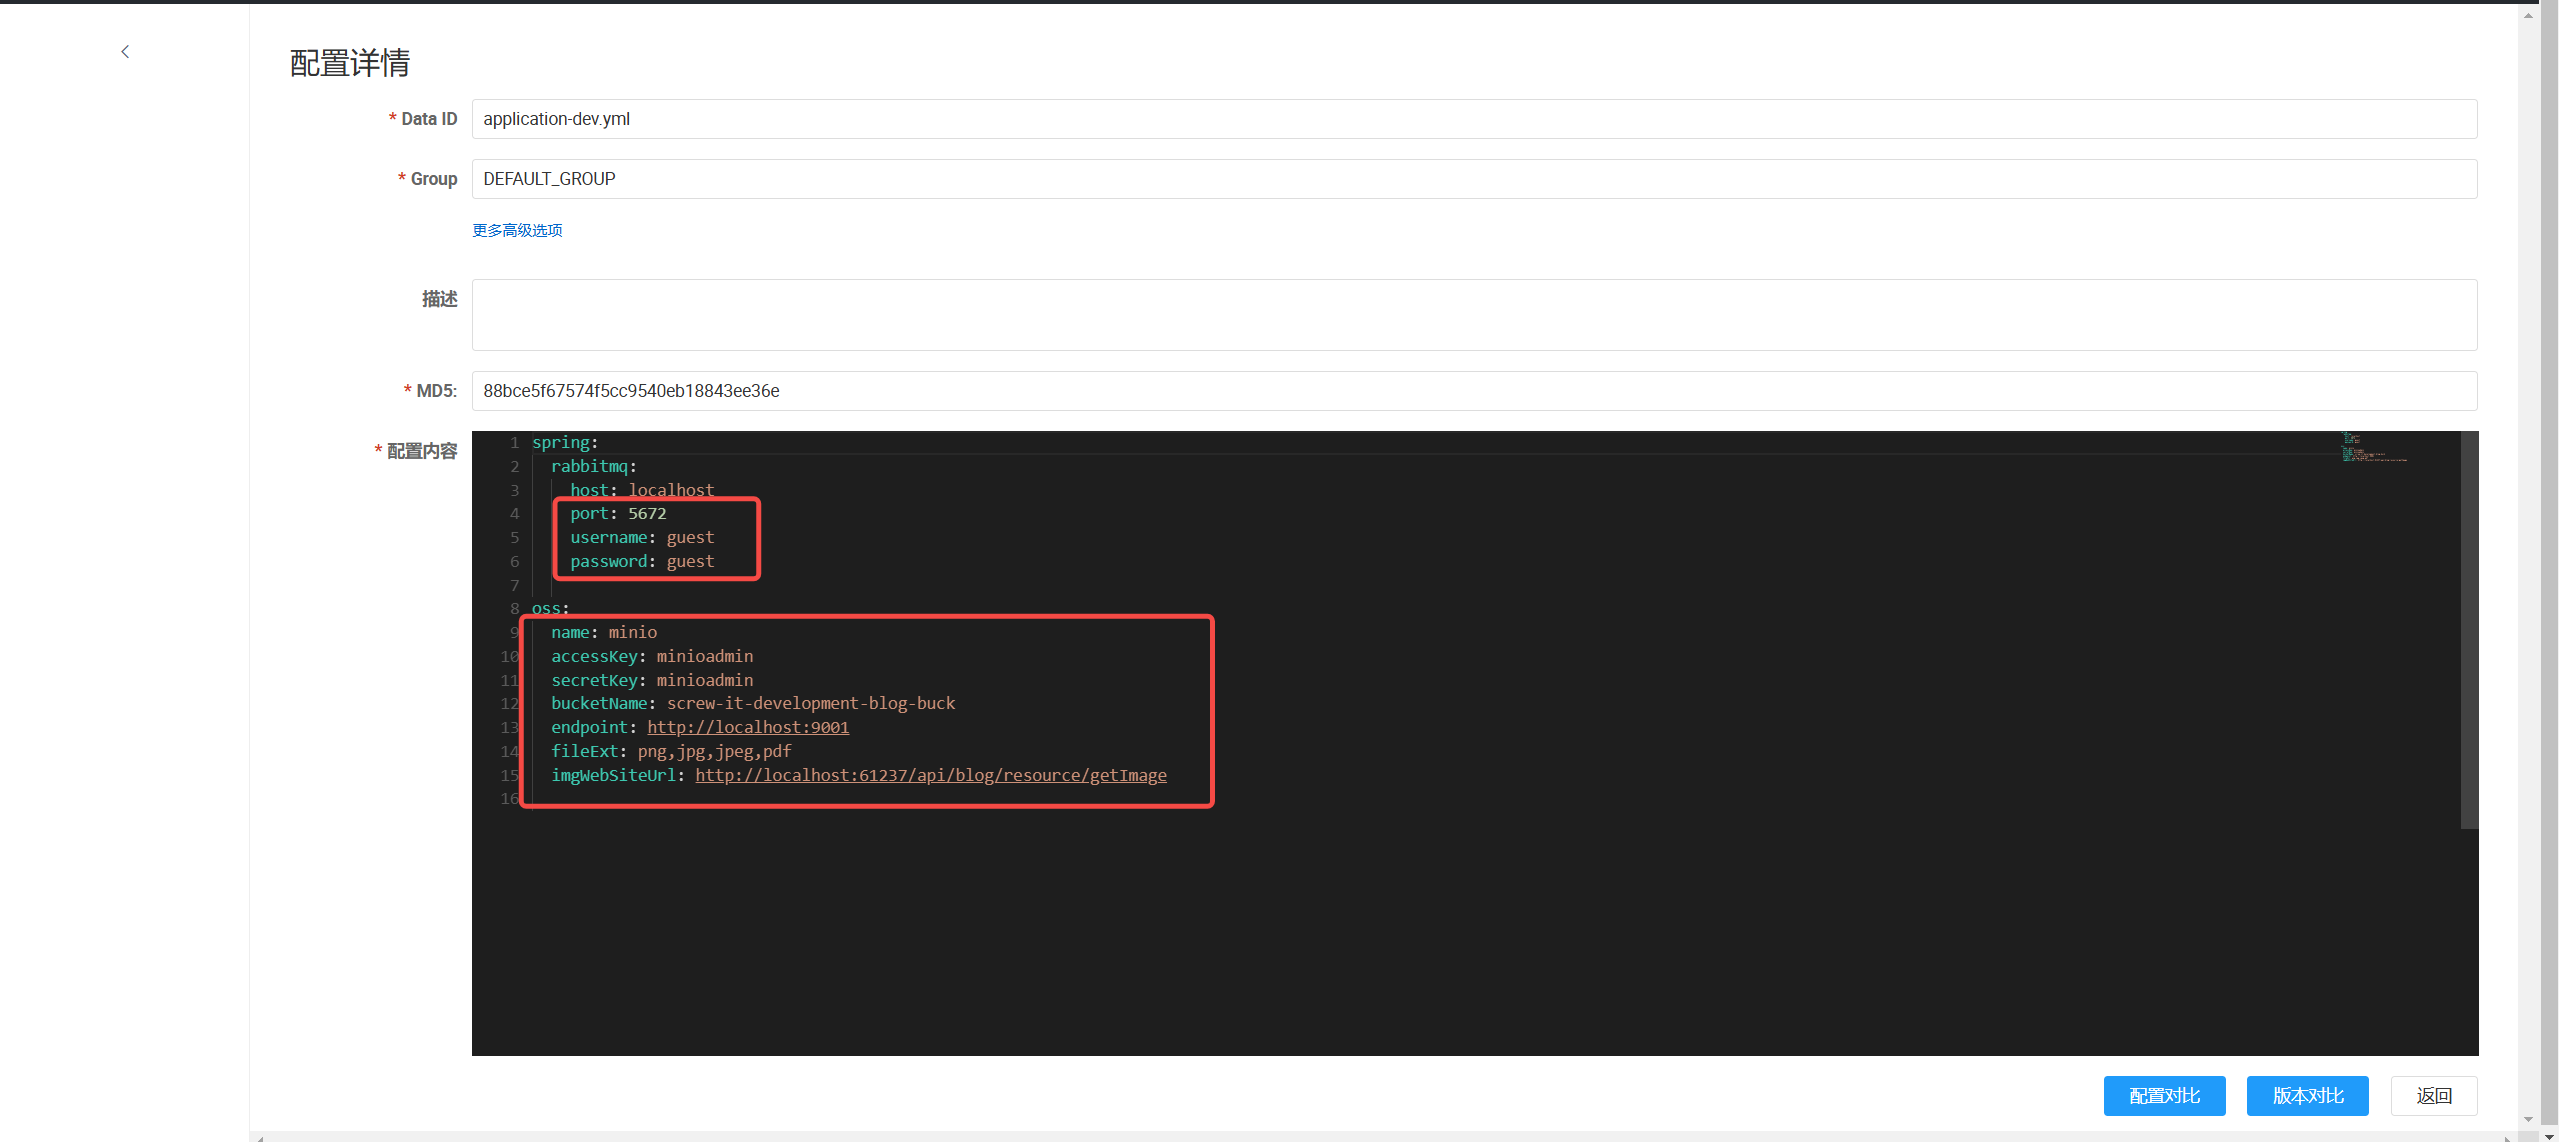 配置详情
* Data ID application-dev.yml
* Group DEFAULT_GROUP
更多高级选项
描述
* MD5: 88bce5f67574f5cc9540eb18843ee36e
* 配置内容
1 spring:
2 rabbitmq:
3 host: localhost
4 port: 5672
5 username: guest
6 password: guest
7
8 oss:
9 name: minio
10 accessKey: minioadmin
11 secretKey: minioadmin
12 bucketName: screw-it-development-blog-buck
13 endpoint: http://localhost:9001
14 fileExt: png,jpg,jpeg,pdf
15 imgWebSiteUrl: http://localhost:61237/api/blog/resource/getImage
16
配置对比 版本对比 返回